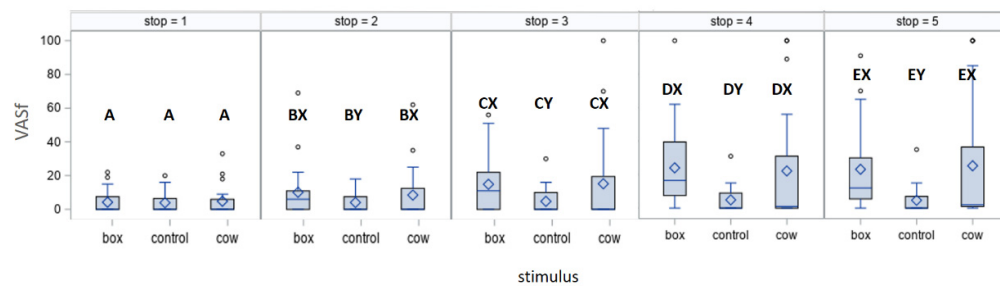 stop = 1 stop = 2 stop = 3 stop = 4 stop = 5
VASf
100
80
60
40
20
0
A A A BX BY BX CX CY CX DX DY DX EX EY EX
box control cow box control cow box control cow box control cow box control cow
stimulus